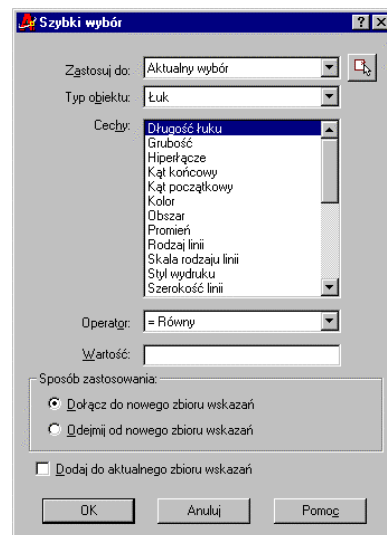 Szybki wybór
Zastosuj do: Aktualny wybór
Typ obiektu: Łuk
Cechy: Długość łuku
Grubość
Hiperłącze
Kąt końcowy
Kąt początkowy
Kolor
Obszar
Promień
Rodzaj linii
Skala rodzaju linii
Styl wydruku
Szerokość linii
Operator: = Równy
Wartość:
Sposób zastosowania:
Dołącz do nowego zbioru wskazań
Odejmij od nowego zbioru wskazań
Dodaj do aktualnego zbioru wskazań
OK Anuluj Pomoc